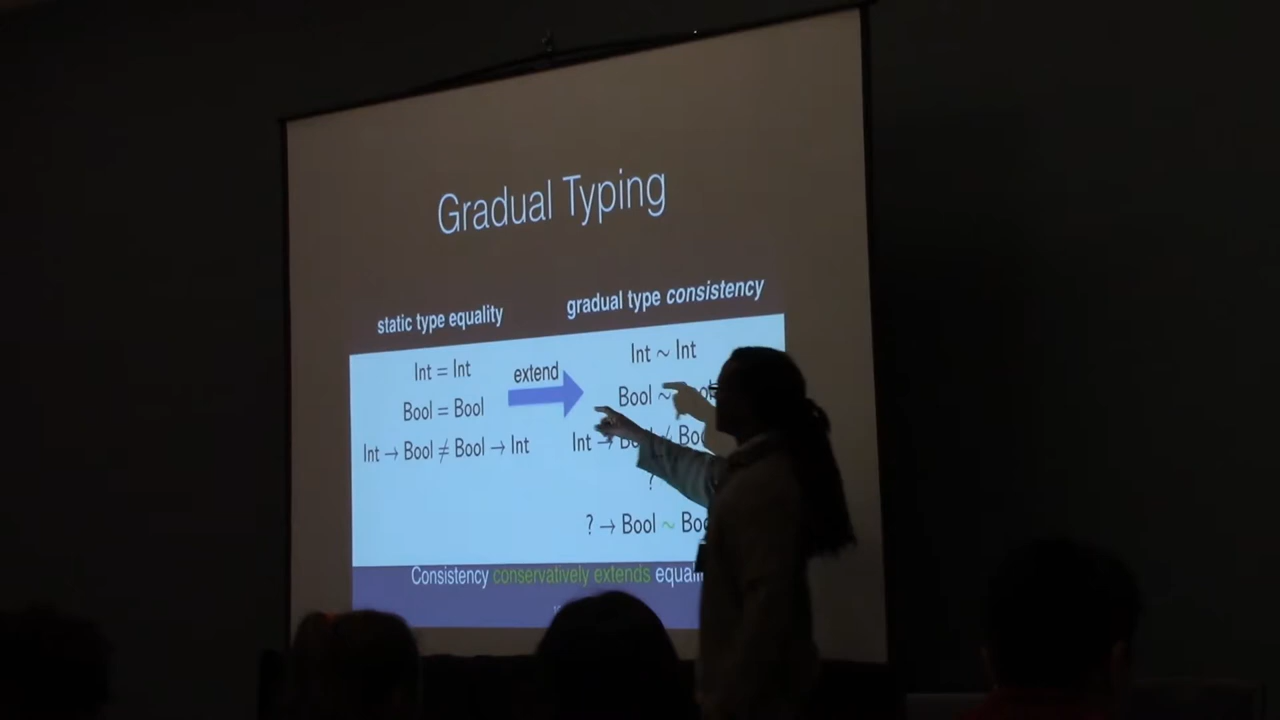 Gradual Typing
static type equality
gradual type consistency
Int = Int
Bool = Bool
Int → Bool ≠ Bool → Int
extend
Int ~ Int
Bool ~
Int →
?
? → Bool ~
Consistency conservatively extends